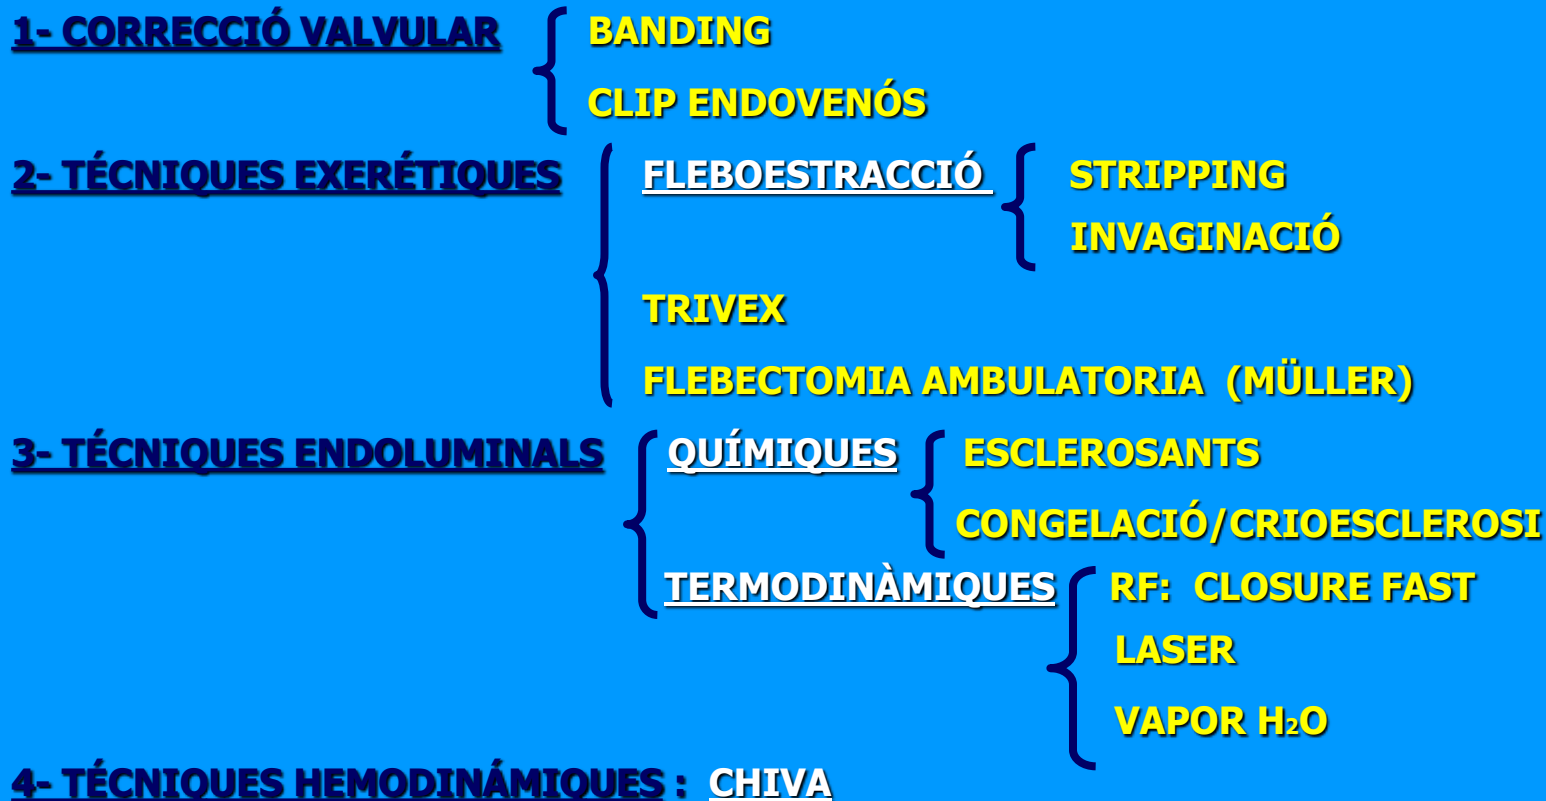 1- CORRECCIÓ VALVULAR BANDING
CLIP ENDOVENÓS
2- TÉCNIQUES EXERÉTIQUES FLEBOESTRACCIÓ STRIPPING
INVAGINACIÓ
TRIVEX
FLEBECTOMIA AMBULATORIA (MÜLLER)
3- TÉCNIQUES ENDOLUMINALS QUÍMIQUES ESCLEROSANTS
CONGELACIÓ/CRIOESCLEROSI
TERMODINÀMIQUES RF: CLOSURE FAST
LASER
VAPOR H₂O
4- TÉCNIQUES HEMODINÁMIQUES : CHIVA